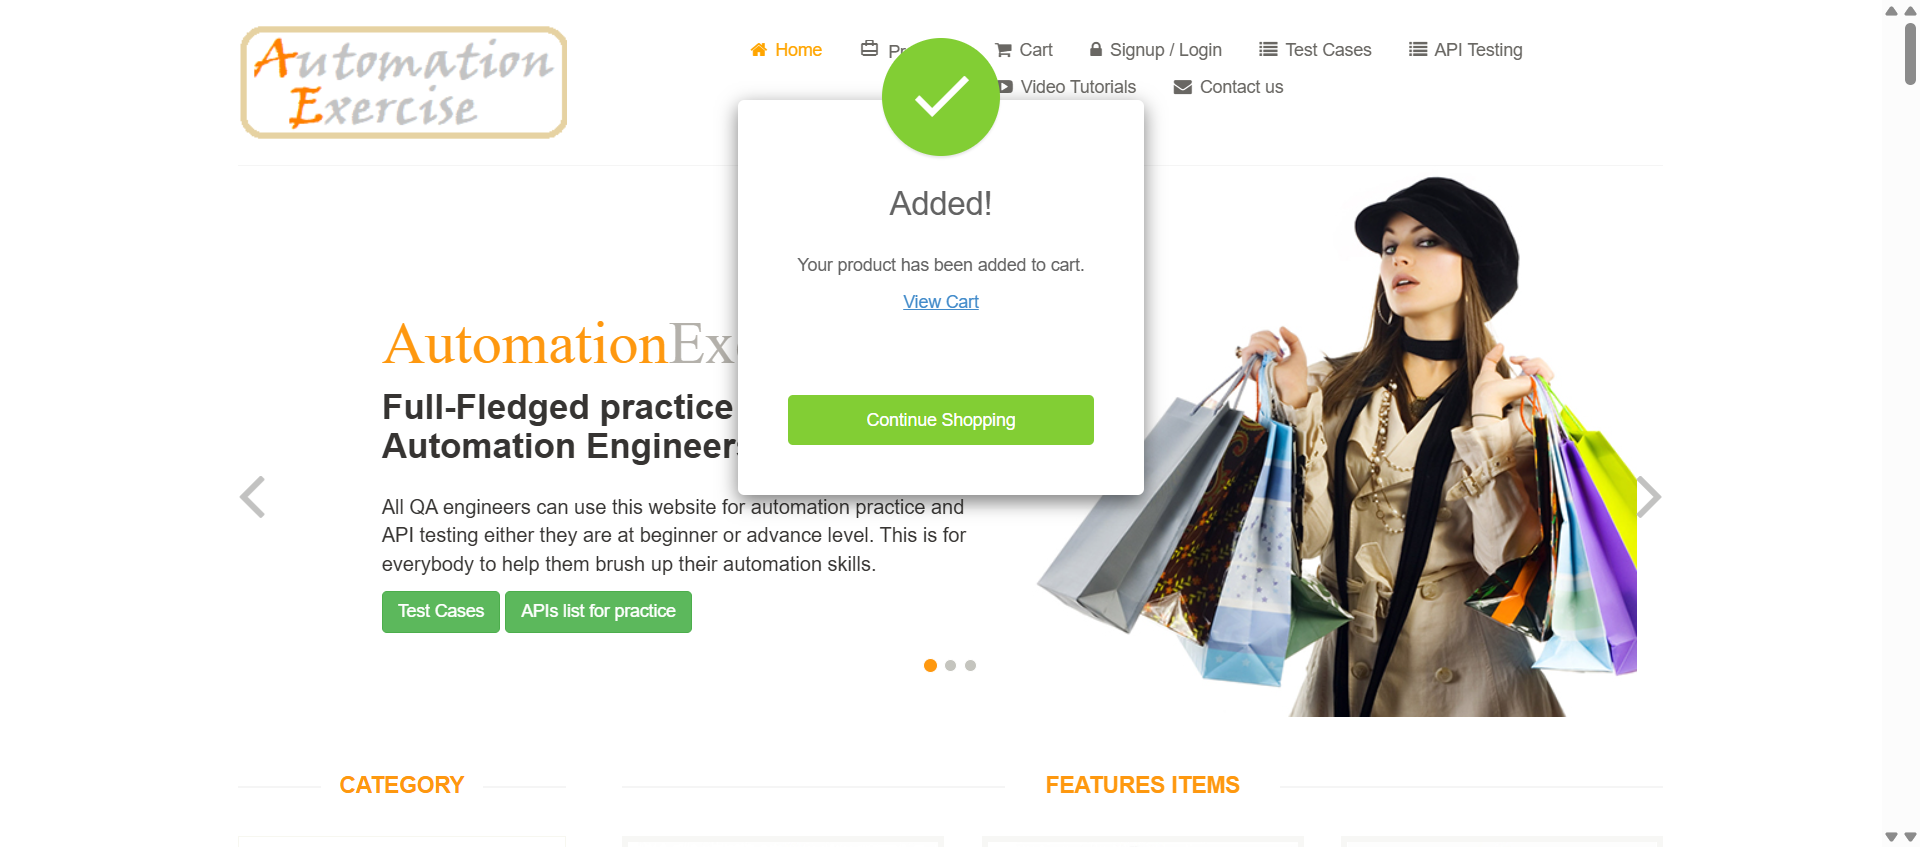 Automation
Exercise
Home
Cart
Signup / Login
Test Cases
API Testing
Video Tutorials
Contact us
Added!
Your product has been added to cart.
View Cart
Continue Shopping
AutomationEx
Full-Fledged practice
Automation Engineers
All QA engineers can use this website for automation practice and
API testing either they are at beginner or advance level. This is for
everybody to help them brush up their automation skills.
Test Cases
APIs list for practice
CATEGORY
FEATURES ITEMS